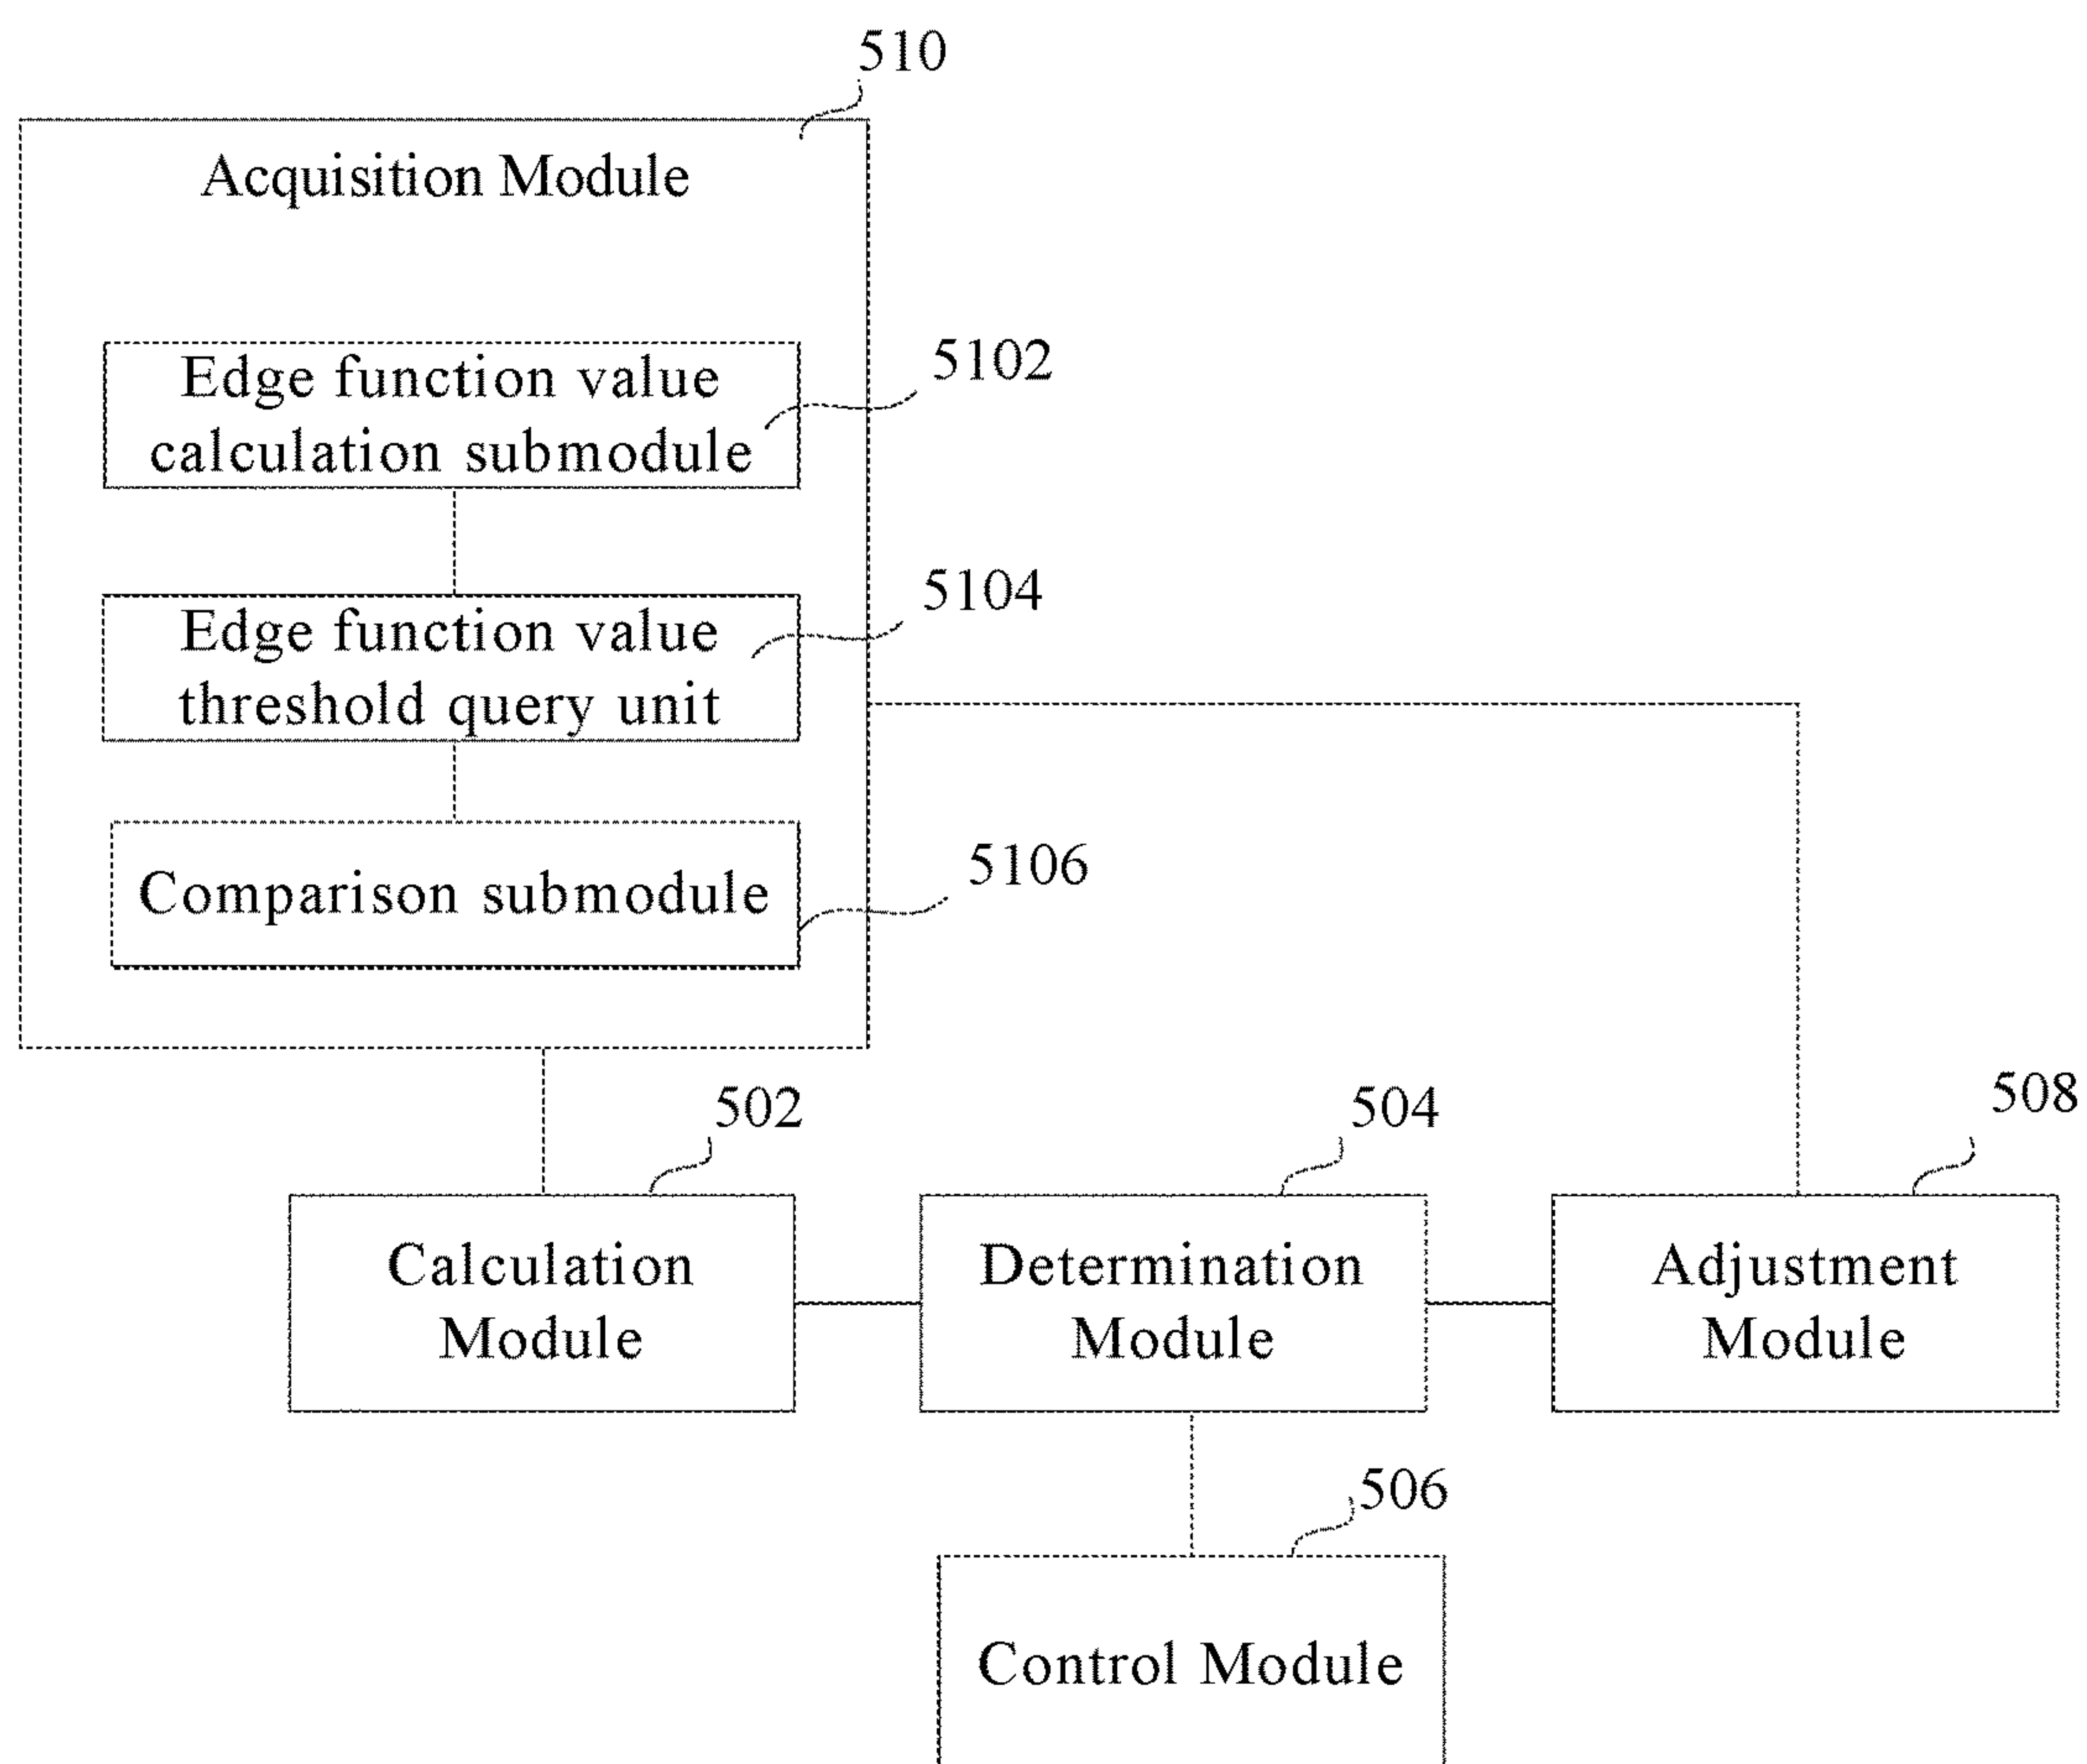 510
Acquisition Module
Edge function value
calculation submodule
5102
Edge function value
threshold query unit
5104
Comparison submodule
5106
502
504
508
Calculation
Module
Determination
Module
Adjustment
Module
506
Control Module